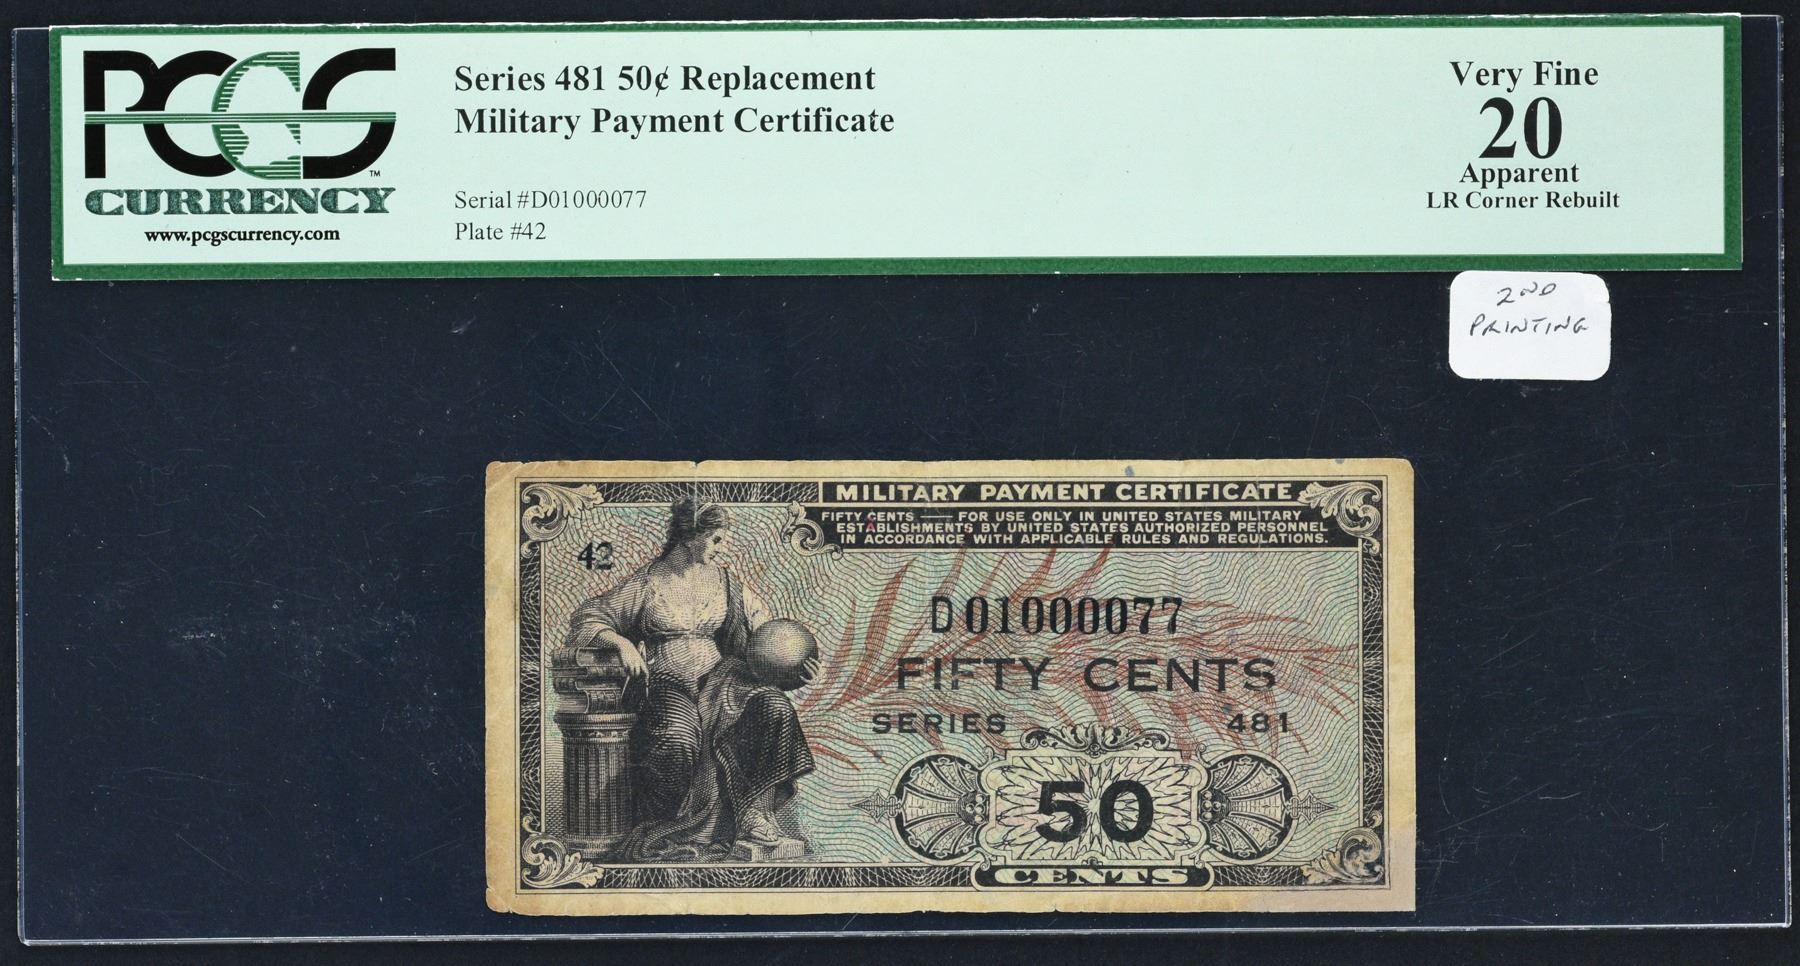 PCGS
TM
CURRENCY
www.pcgscurrency.com
Series 481 50¢ Replacement
Military Payment Certificate
Serial #D01000077
Plate #42
Very Fine
20
Apparent
LR Corner Rebuilt
2ND
PRINTING
MILITARY PAYMENT CERTIFICATE
FIFTY CENTS — FOR USE ONLY IN UNITED STATES MILITARY
ESTABLISHMENTS BY UNITED STATES AUTHORIZED PERSONNEL
IN ACCORDANCE WITH APPLICABLE RULES AND REGULATIONS.
42
D01000077
FIFTY CENTS
SERIES 481
50
CENTS